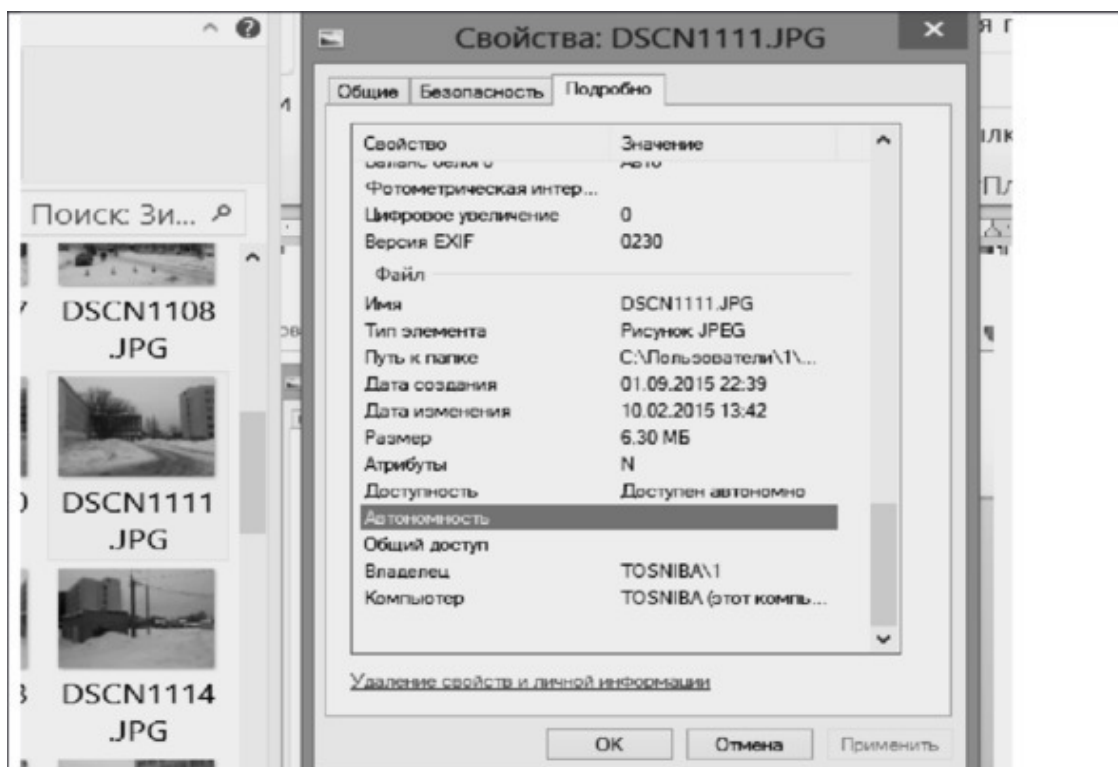 Свойства: DSCN1111.JPG
Общие Безопасность Подробно
Свойство Значение
Баланс белого Авто
Фотометрическая интер...
Цифровое увеличение 0
Версия EXIF 0230
Файл
Имя DSCN1111.JPG
Тип элемента Рисунок JPEG
Путь к папке C:\Пользователи\1\...
Дата создания 01.09.2015 22:39
Дата изменения 10.02.2015 13:42
Размер 6.30 МБ
Атрибуты N
Доступность Доступен автономно
Автономность
Общий доступ
Владелец TOSNIBA\1
Компьютер TOSNIBA (этот компь...
Удаление свойств и личной информации
OK Отмена Применить
Поиск: Зи...
DSCN1108
.JPG
DSCN1111
.JPG
DSCN1114
.JPG